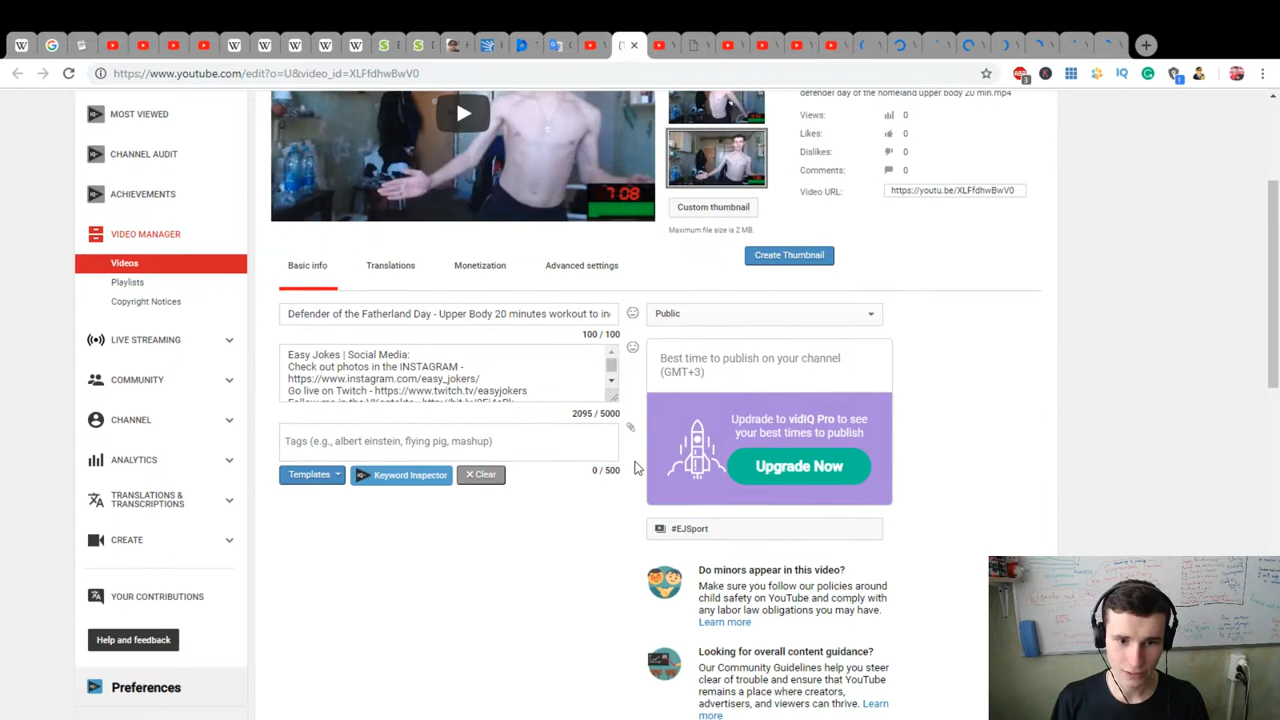 https://www.youtube.com/edit?o=U&video_id=XLFfdhwBwV0
MOST VIEWED
CHANNEL AUDIT
ACHIEVEMENTS
VIDEO MANAGER
Videos
Playlists
Copyright Notices
LIVE STREAMING
COMMUNITY
CHANNEL
ANALYTICS
TRANSLATIONS &
TRANSCRIPTIONS
CREATE
YOUR CONTRIBUTIONS
Help and feedback
Preferences
7:08
Custom thumbnail
Maximum file size is 2 MB.
Create Thumbnail
defender day of the homeland upper body 20 min.mp4
Views: 0
Likes: 0
Dislikes: 0
Comments: 0
Video URL: https://youtu.be/XLFfdhwBwV0
Basic info
Translations
Monetization
Advanced settings
Defender of the Fatherland Day - Upper Body 20 minutes workout to in
100 / 100
Easy Jokes | Social Media:
Check out photos in the INSTAGRAM -
https://www.instagram.com/easy_jokers/
Go live on Twitch - https://www.twitch.tv/easyjokers
2095 / 5000
Tags (e.g., albert einstein, flying pig, mashup)
0 / 500
Templates
Keyword Inspector
Clear
Public
Best time to publish on your channel
(GMT+3)
Updrade to vidIQ Pro to see
your best times to publish
Upgrade Now
#EJSport
Do minors appear in this video?
Make sure you follow our policies around
child safety on YouTube and comply with
any labor law obligations you may have.
Learn more
Looking for overall content guidance?
Our Community Guidelines help you steer
clear of trouble and ensure that YouTube
remains a place where creators,
advertisers, and viewers can thrive. Learn
more